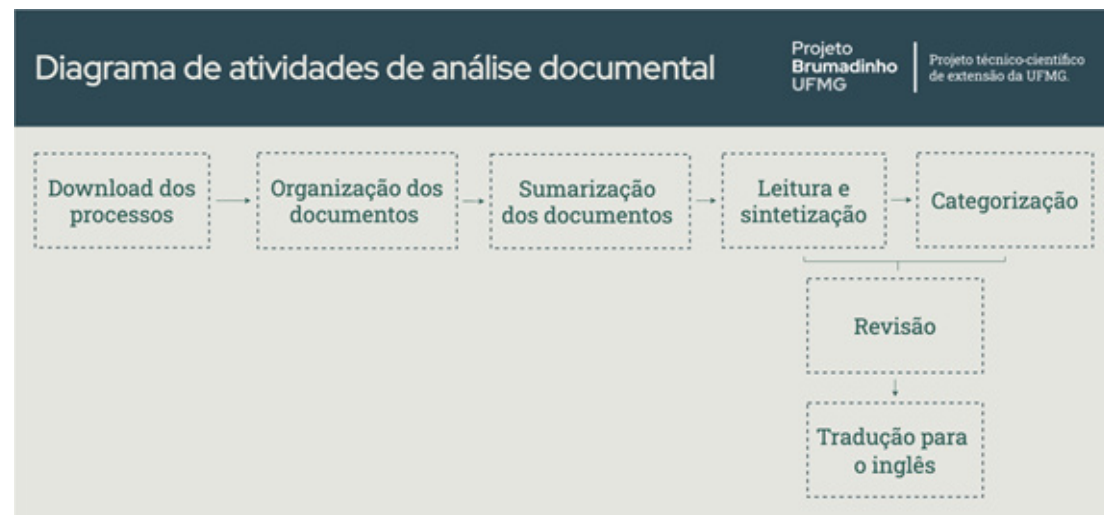 Diagrama de atividades de análise documental
Projeto
Brumadinho
UFMG
Projeto técnico-científico
de extensão da UFMG.
Download dos
processos
Organização dos
documentos
Sumarização
dos documentos
Leitura e
sintetização
Categorização
Revisão
Tradução para
o inglês